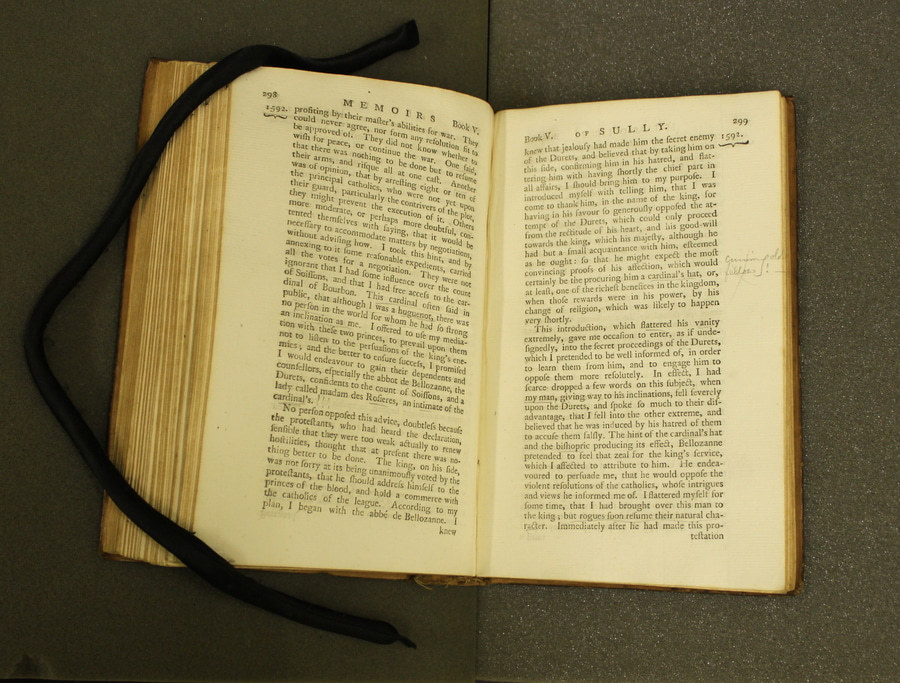 298 MEMOIRS Book V.
1592. profiting by their maſter's abilities for war. They
could never agree, nor form any reſolution fit to
be approved of. They did not know whether to
wiſh for peace, or continue the war. One ſaid,
that there was nothing to be done but to reſume
their arms, and riſque all at one caſt. Another
was of opinion, that by arreſting eight or ten of
the principal catholics, who were not yet upon
their guard, particularly the contrivers of the plot,
they might prevent the execution of it. Others
more moderate, or perhaps more doubtful, con-
tented themſelves with ſaying, that it would be
neceſſary to accommodate matters by negotiations,
without adviſing how. I took this hint, and by
annexing to it ſome reaſonable expedients, carried
all the votes for a negotiation. They were not
ignorant that I had ſome influence over the count
of Soiſſons, and that I had free acceſs to the car-
dinal of Bourbon. This cardinal often ſaid in
public, that although I was a huguenot, there was
no perſon in the world for whom he had ſo ſtrong
an inclination as me. I offered to uſe my media-
tion with theſe two princes, to prevail upon them
not to liſten to the perſuaſions of the king's ene-
mies; and the better to enſure ſucceſs, I promiſed
I would endeavour to gain their dependents and
counſellors, eſpecially the abbot de Bellozanne, the
Durets, confidents to the count of Soiſſons, and a
lady called madam des Roſieres, an intimate of the
cardinal's.
No perſon oppoſed this advice, doubtleſs becauſe
the proteſtants, who had heard the declaration,
ſenſible that they were too weak actually to renew
hoſtilities, thought that at preſent there was no-
thing better to be done. The king, on his ſide,
was not ſorry at its being unanimouſly voted by the
proteſtants, that he ſhould addreſs himſelf to the
princes of the blood, and hold a commerce with
the catholics of the league. According to my
plan, I began with the abbé de Bellozanne. I
knew
Book V. OF SULLY. 299
knew that jealouſy had made him the ſecret enemy 1592.
of the Durets, and believed that by taking him on
this ſide, confirming him in his hatred, and flat-
tering him with having ſhortly the chief part in
all affairs, I ſhould bring him to my purpoſe. I
introduced myſelf with telling him, that I was
come to thank him, in the name of the king, for
having in his favour ſo generouſly oppoſed the at-
tempt of the Durets, which could only proceed
from the rectitude of his heart, and his good-will
towards the king, which his majeſty, although he
had but a ſmall acquaintance with him, eſteemed
as he ought: ſo that he might expect the moſt
convincing proofs of his affection, which would
certainly be the procuring him a cardinal's hat, or,
at leaſt, one of the richeſt benefices in the kingdom,
when thoſe rewards were in his power, by his
change of religion, which was likely to happen
very ſhortly.
This introduction, which flattered his vanity
extremely, gave me occaſion to enter, as if unde-
ſignedly, into the ſecret proceedings of the Durets,
which I pretended to be well informed of, in order
to learn them from him, and to engage him to
oppoſe them more reſolutely. In effect, I had
ſcarce dropped a few words on this ſubject, when
my man, giving way to his inclinations, fell ſeverely
upon the Durets, and ſpoke ſo much to their diſ-
advantage, that I fell into the other extreme, and
believed that he was induced by his hatred of them
to accuſe them falſly. The hint of the cardinal's hat
and the biſhopric producing its effect, Bellozanne
pretended to feel that zeal for the king's ſervice,
which I affected to attribute to him. He endea-
voured to perſuade me, that he would oppoſe the
violent reſolutions of the catholics, whoſe intrigues
and views he informed me of. I flattered myſelf for
ſome time, that I had brought over this man to
the king; but rogues ſoon reſume their natural cha-
racter. Immediately after he had made this pro-
teſtation